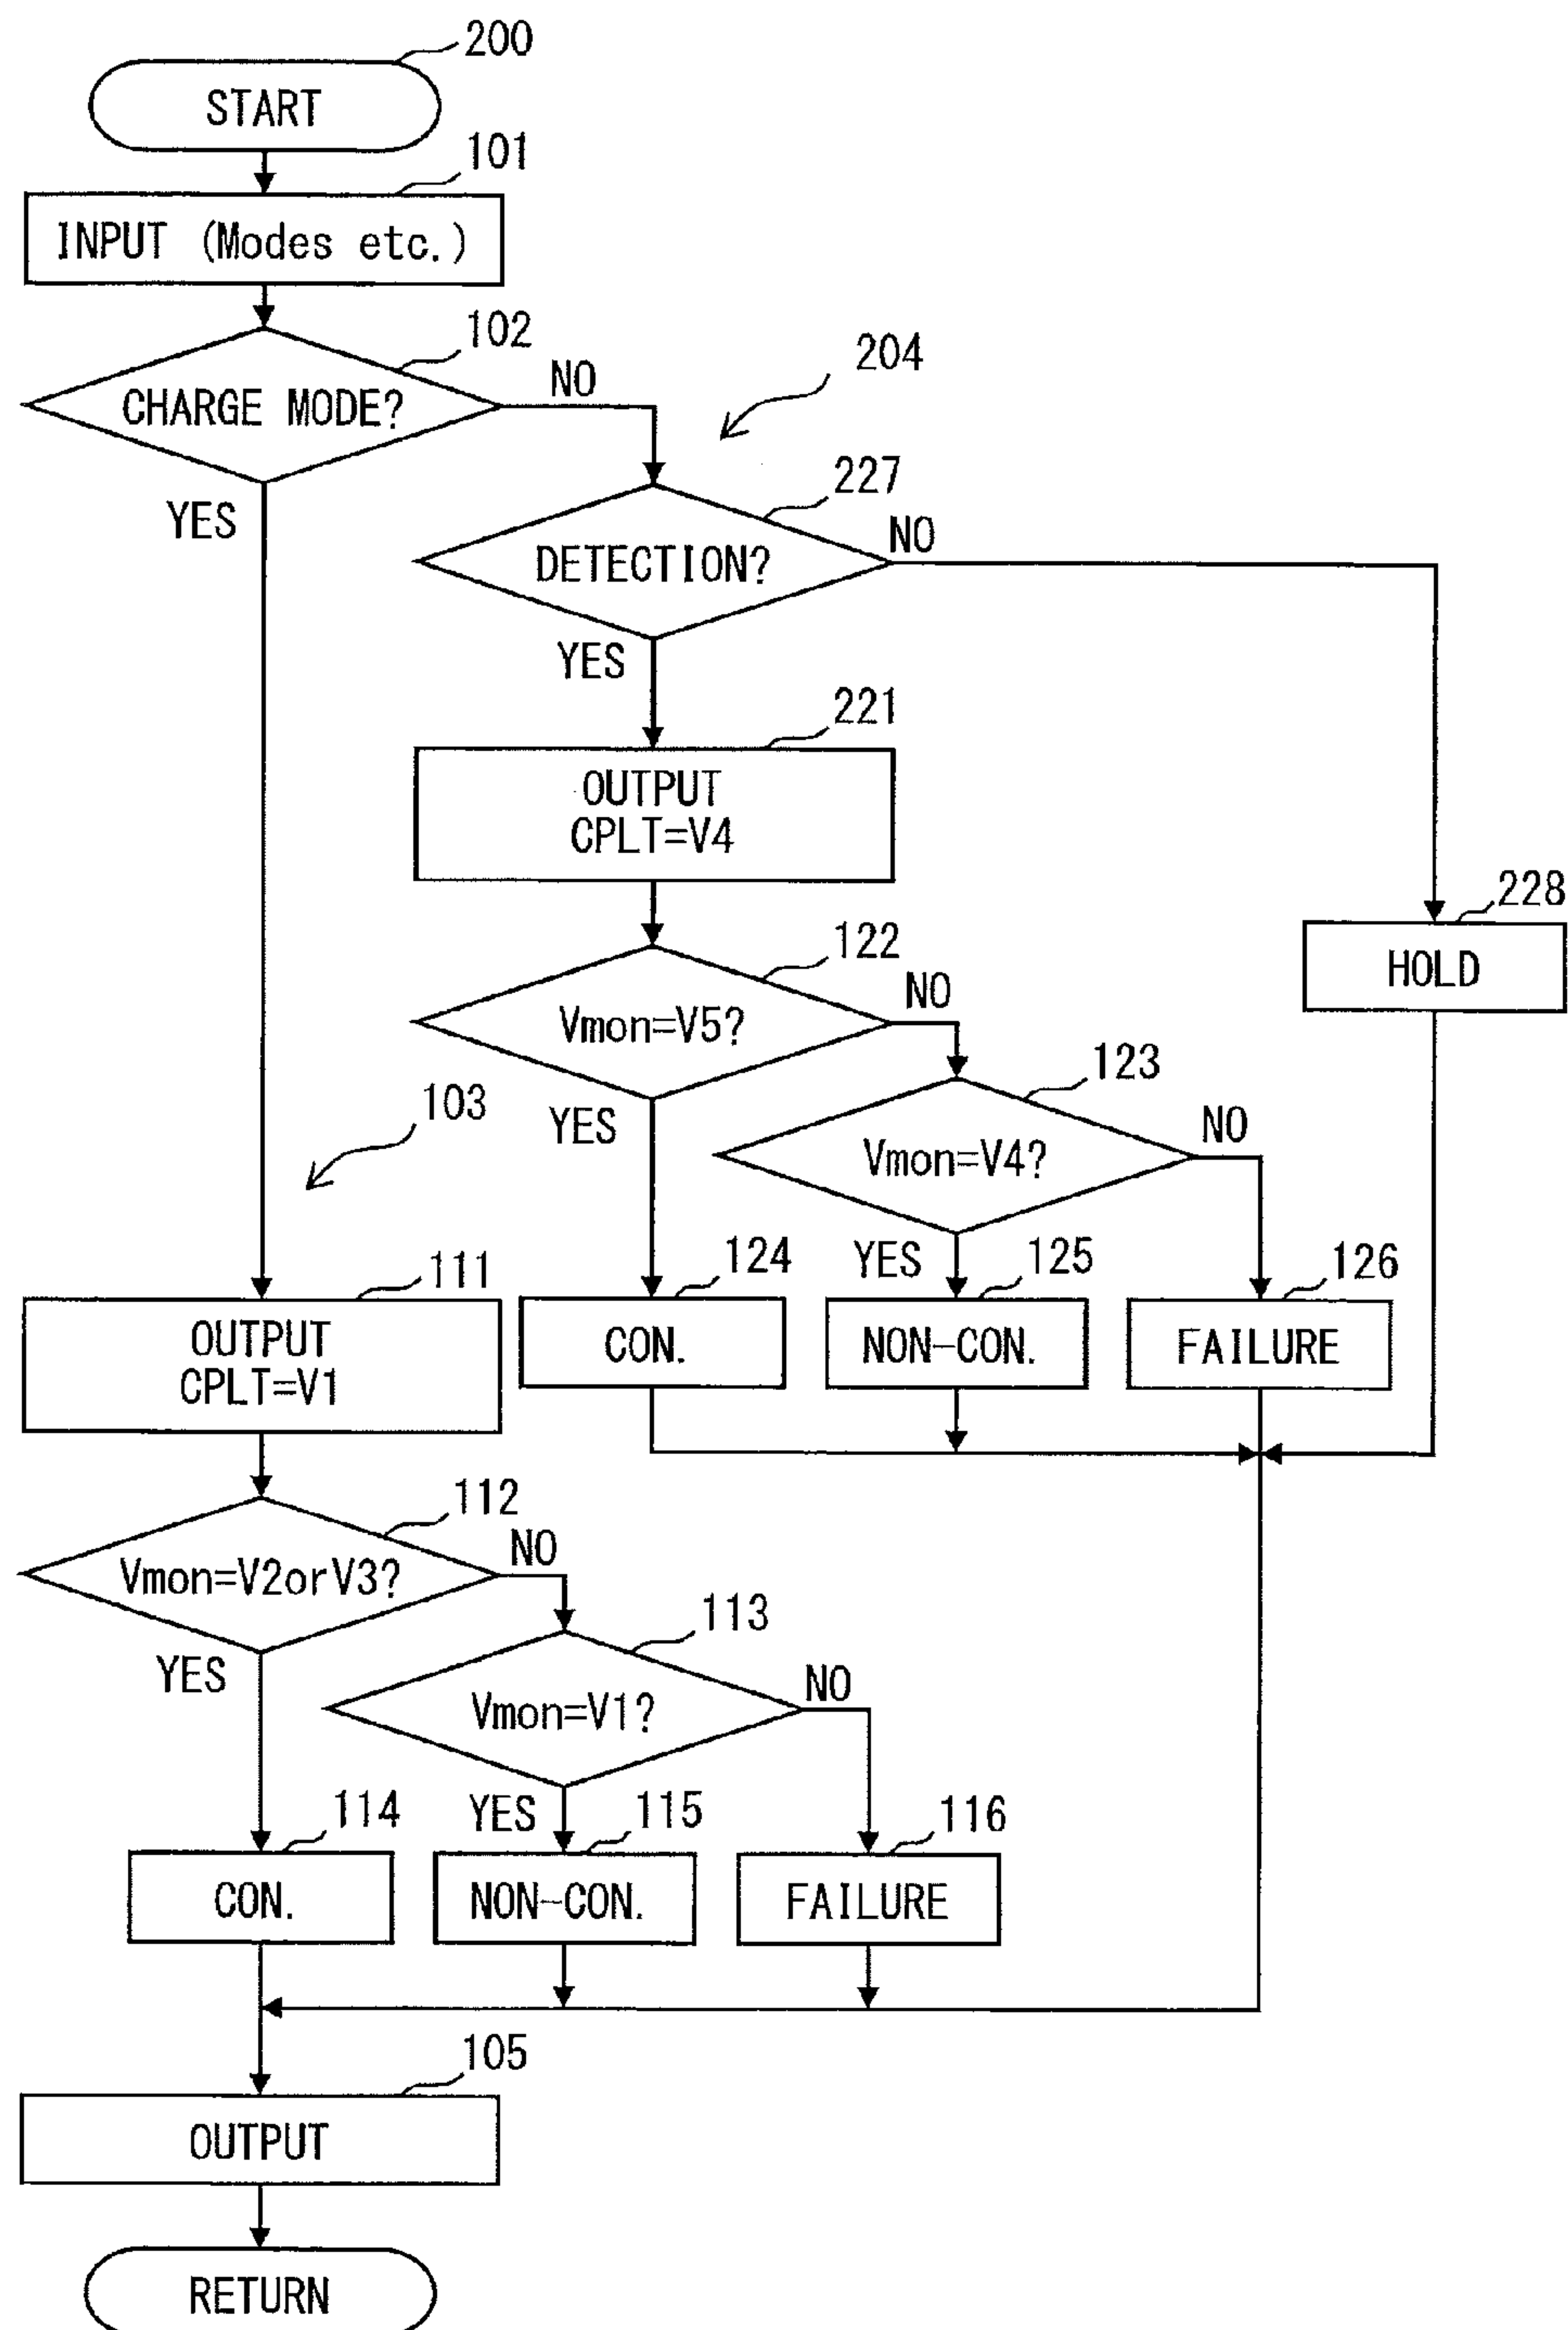 200
START
101
INPUT (Modes etc.)
102
CHARGE MODE?
NO
204
YES
227
DETECTION?
NO
YES
221
OUTPUT
CPLT=V4
228
HOLD
122
Vmon=V5?
NO
YES
123
Vmon=V4?
NO
YES
103
124
CON.
125
NON-CON.
126
FAILURE
111
OUTPUT
CPLT=V1
112
Vmon=V2orV3?
NO
YES
113
Vmon=V1?
NO
YES
114
CON.
115
NON-CON.
116
FAILURE
105
OUTPUT
RETURN